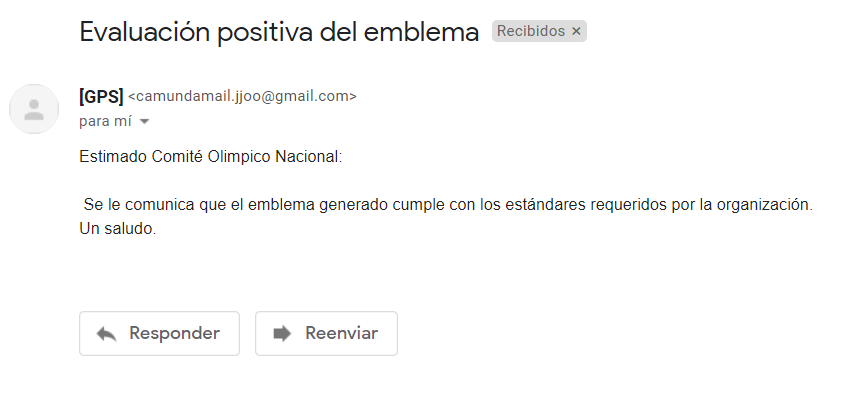 Evaluación positiva del emblema Recibidos ×
[GPS] <camundamail.jjoo@gmail.com>
para mí
Estimado Comité Olimpico Nacional:
Se le comunica que el emblema generado cumple con los estándares requeridos por la organización.
Un saludo.
Responder Reenviar